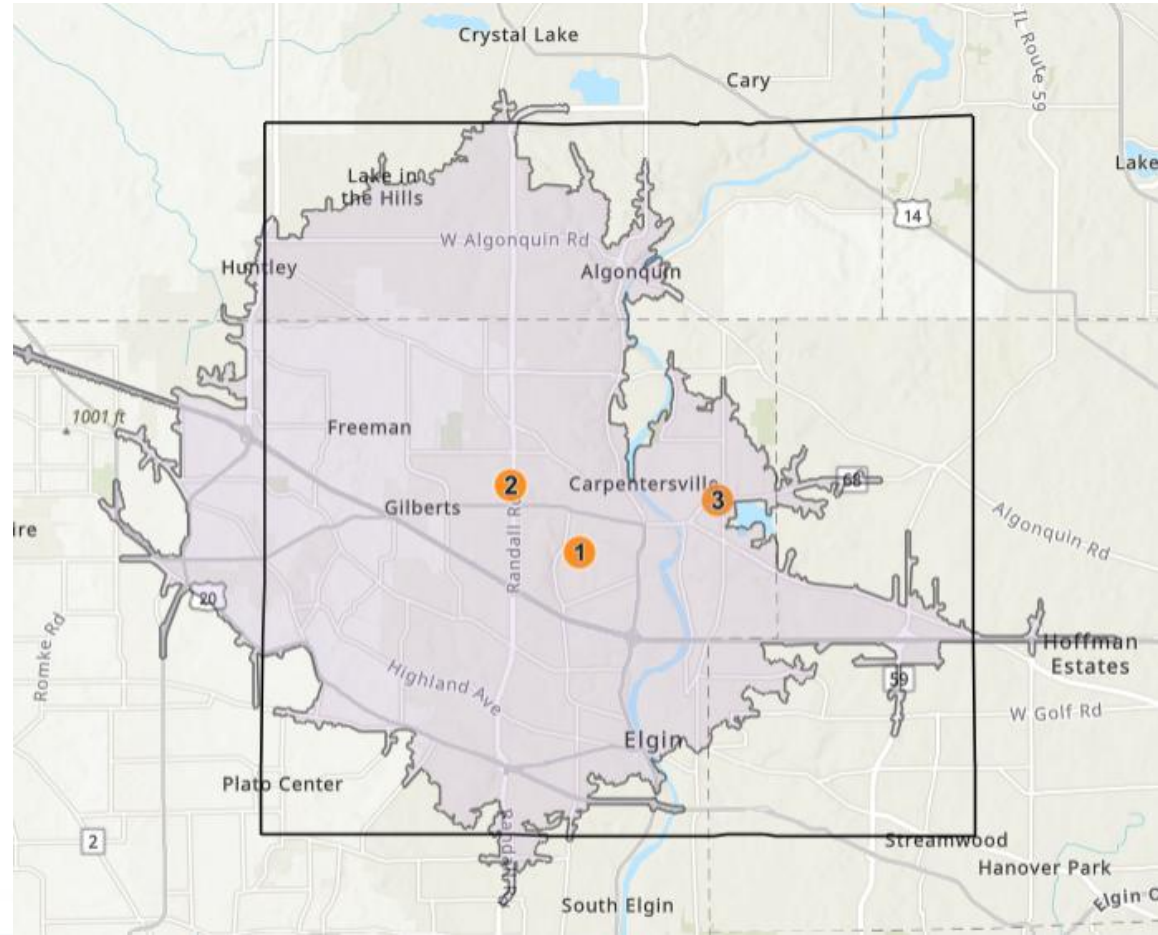 Crystal Lake
Cary
IL Route 59
Lake
Lake in
the Hills
14
W Algonquin Rd
Huntley
Algonquin
1001 ft
Freeman
2
Carpentersville
3
68
Gilberts
ire
Randall Rd
1
Algonquin Rd
20
Romke Rd
Hoffman
Estates
Highland Ave
59
W Golf Rd
Elgin
Plato Center
2
Streamwood
Hanover Park
South Elgin
Elgin O